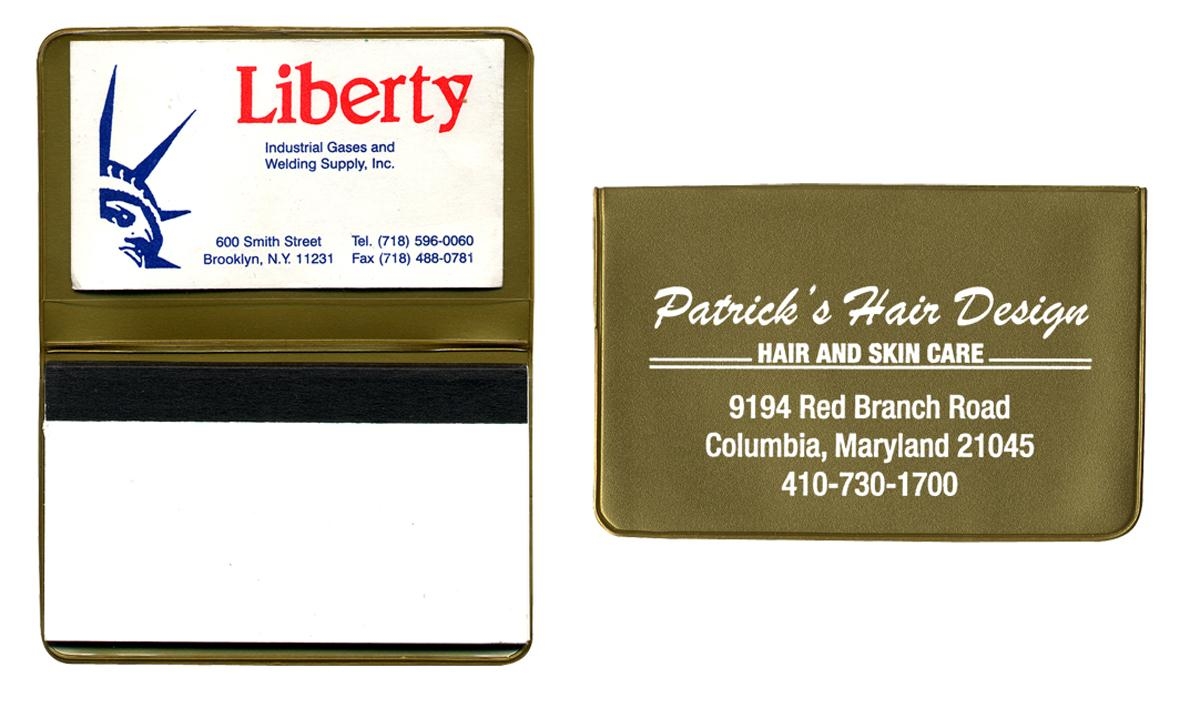 Liberty
Industrial Gases and
Welding Supply, Inc.
600 Smith Street Tel. (718) 596-0060
Brooklyn, N.Y. 11231 Fax (718) 488-0781
Patrick's Hair Design
HAIR AND SKIN CARE
9194 Red Branch Road
Columbia, Maryland 21045
410-730-1700